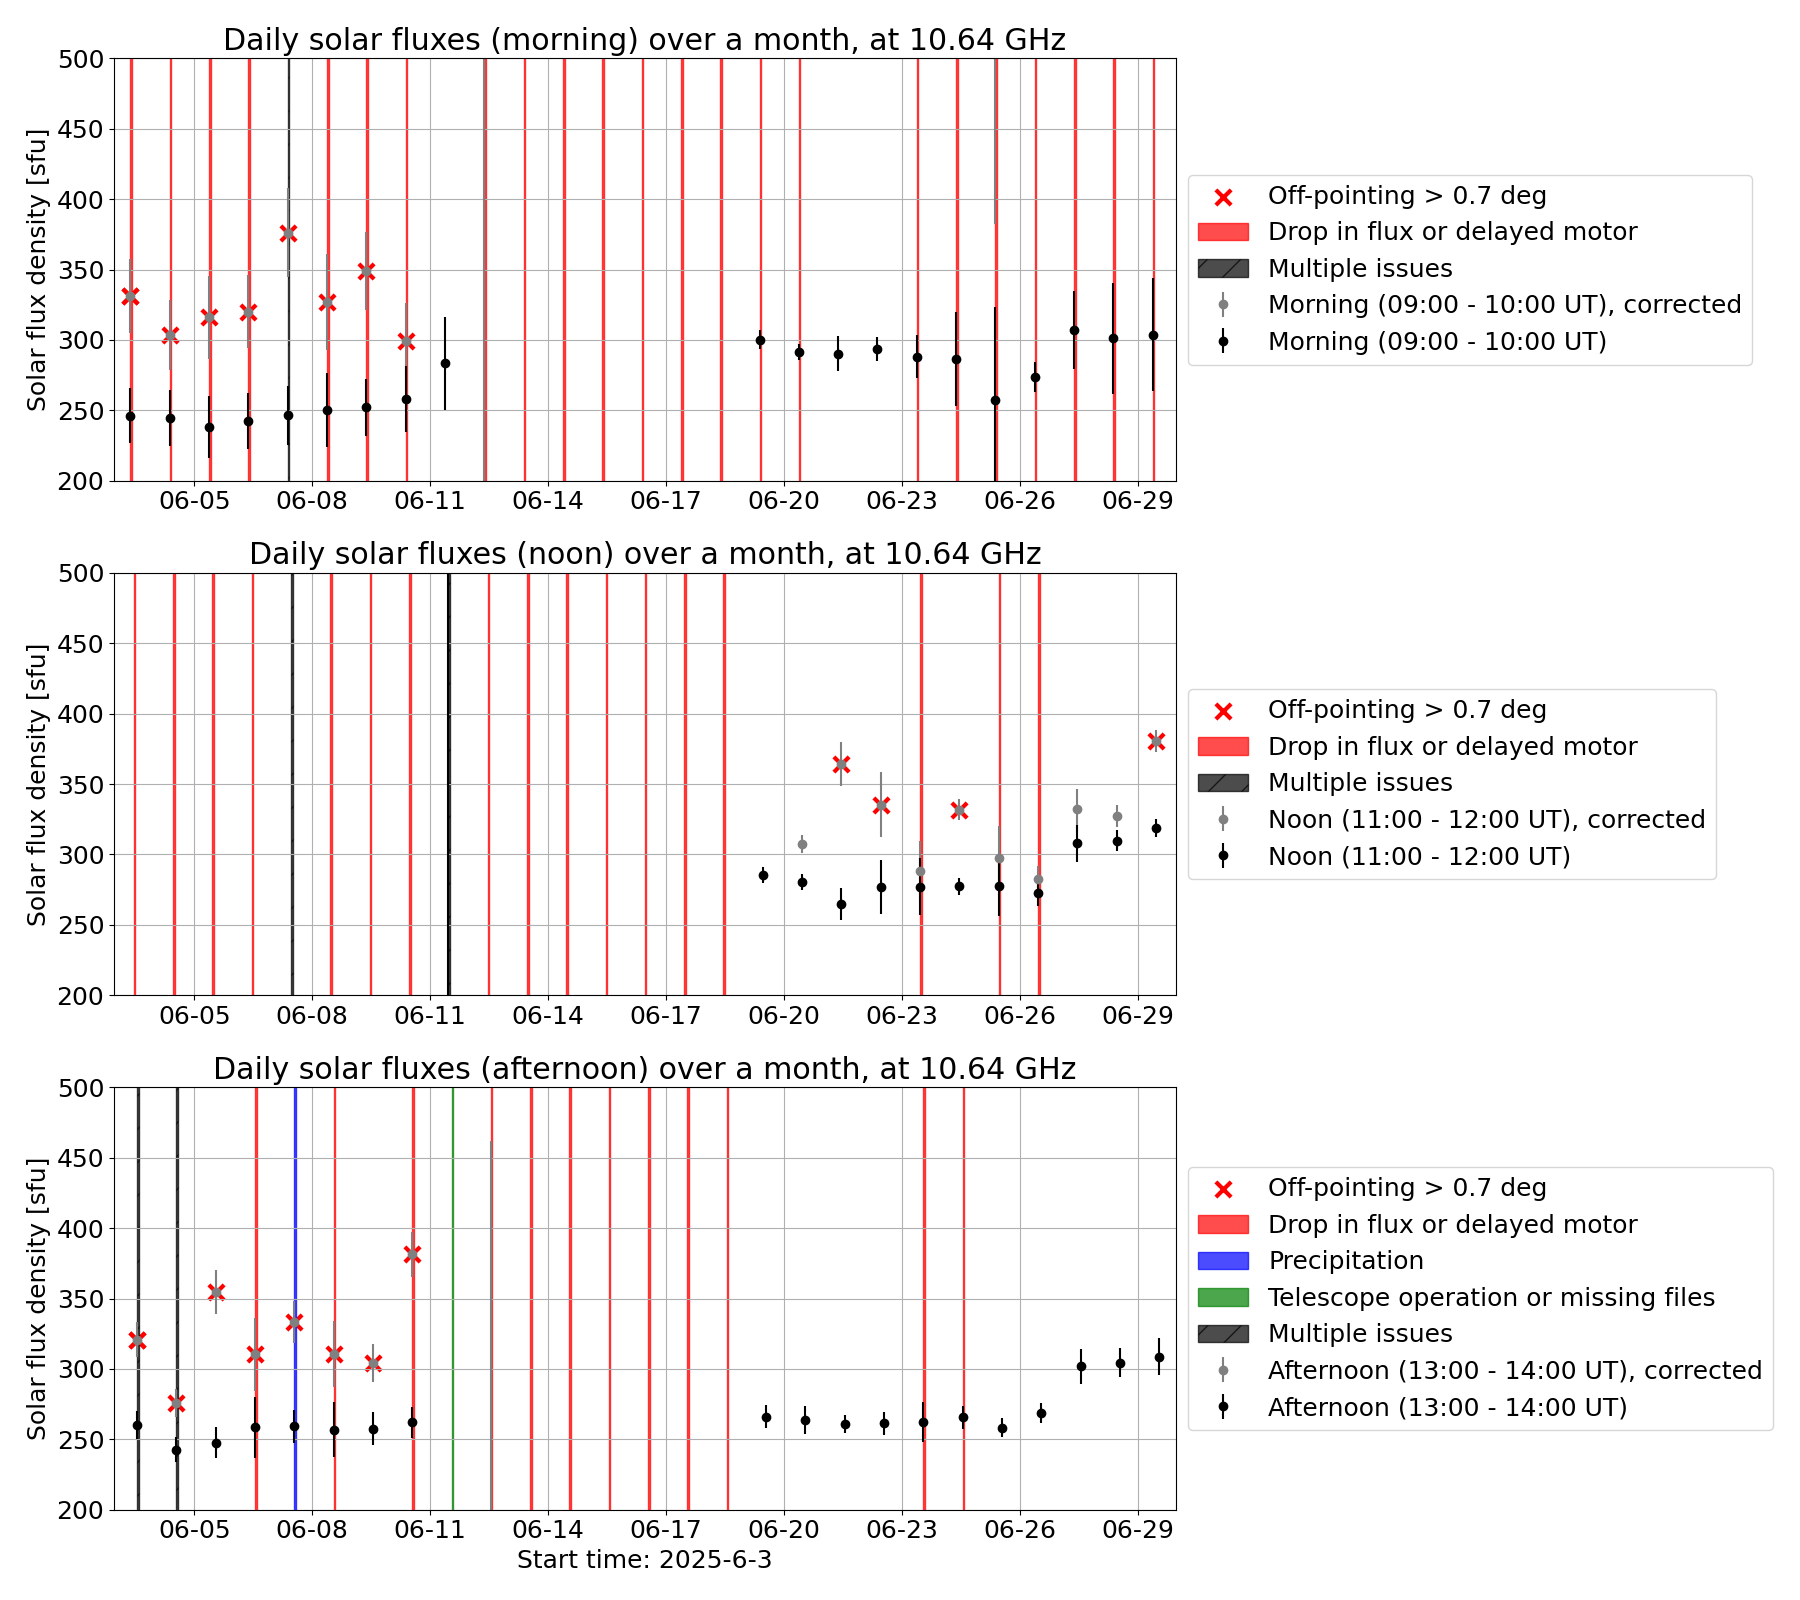 Daily solar fluxes (morning) over a month, at 10.64 GHz
500
450
400
350
300
250
200
Solar flux density [sfu]
06-05 06-08 06-11 06-14 06-17 06-20 06-23 06-26 06-29
Off-pointing > 0.7 deg
Drop in flux or delayed motor
Multiple issues
Morning (09:00 - 10:00 UT), corrected
Morning (09:00 - 10:00 UT)
Daily solar fluxes (noon) over a month, at 10.64 GHz
500
450
400
350
300
250
200
Solar flux density [sfu]
06-05 06-08 06-11 06-14 06-17 06-20 06-23 06-26 06-29
Off-pointing > 0.7 deg
Drop in flux or delayed motor
Multiple issues
Noon (11:00 - 12:00 UT), corrected
Noon (11:00 - 12:00 UT)
Daily solar fluxes (afternoon) over a month, at 10.64 GHz
500
450
400
350
300
250
200
Solar flux density [sfu]
06-05 06-08 06-11 06-14 06-17 06-20 06-23 06-26 06-29
Start time: 2025-6-3
Off-pointing > 0.7 deg
Drop in flux or delayed motor
Precipitation
Telescope operation or missing files
Multiple issues
Afternoon (13:00 - 14:00 UT), corrected
Afternoon (13:00 - 14:00 UT)